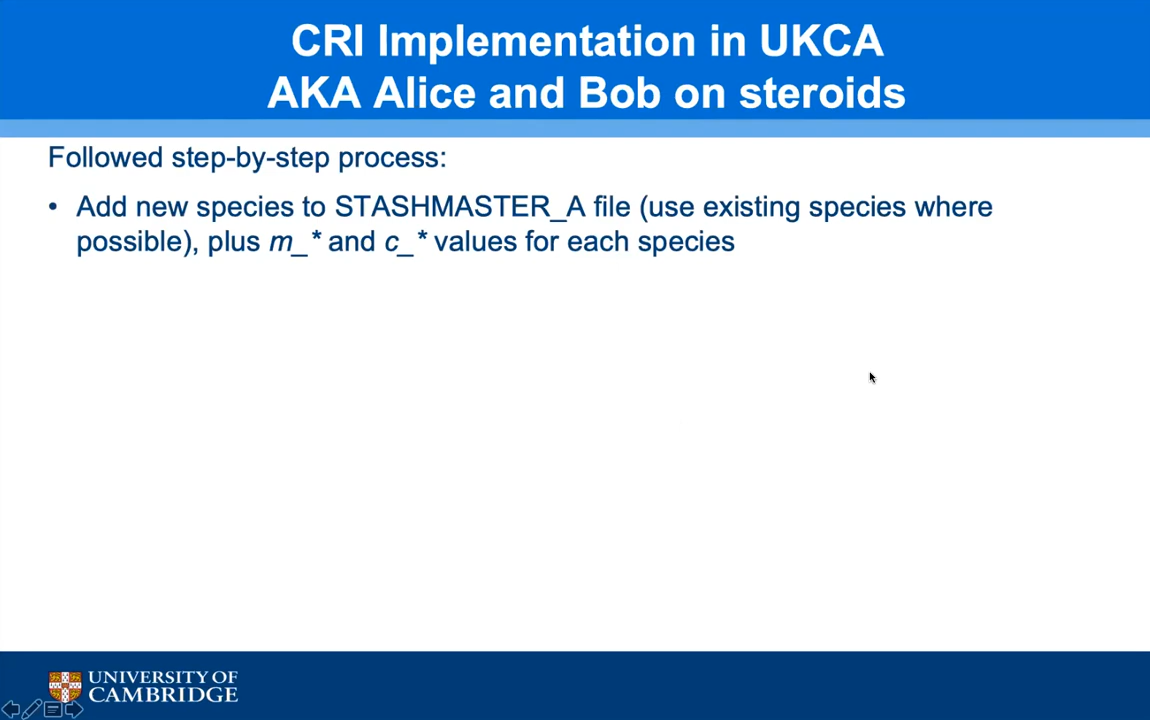 CRI Implementation in UKCA
AKA Alice and Bob on steroids
Followed step-by-step process:
• Add new species to STASHMASTER_A file (use existing species where
possible), plus m_* and c_* values for each species
UNIVERSITY OF
CAMBRIDGE